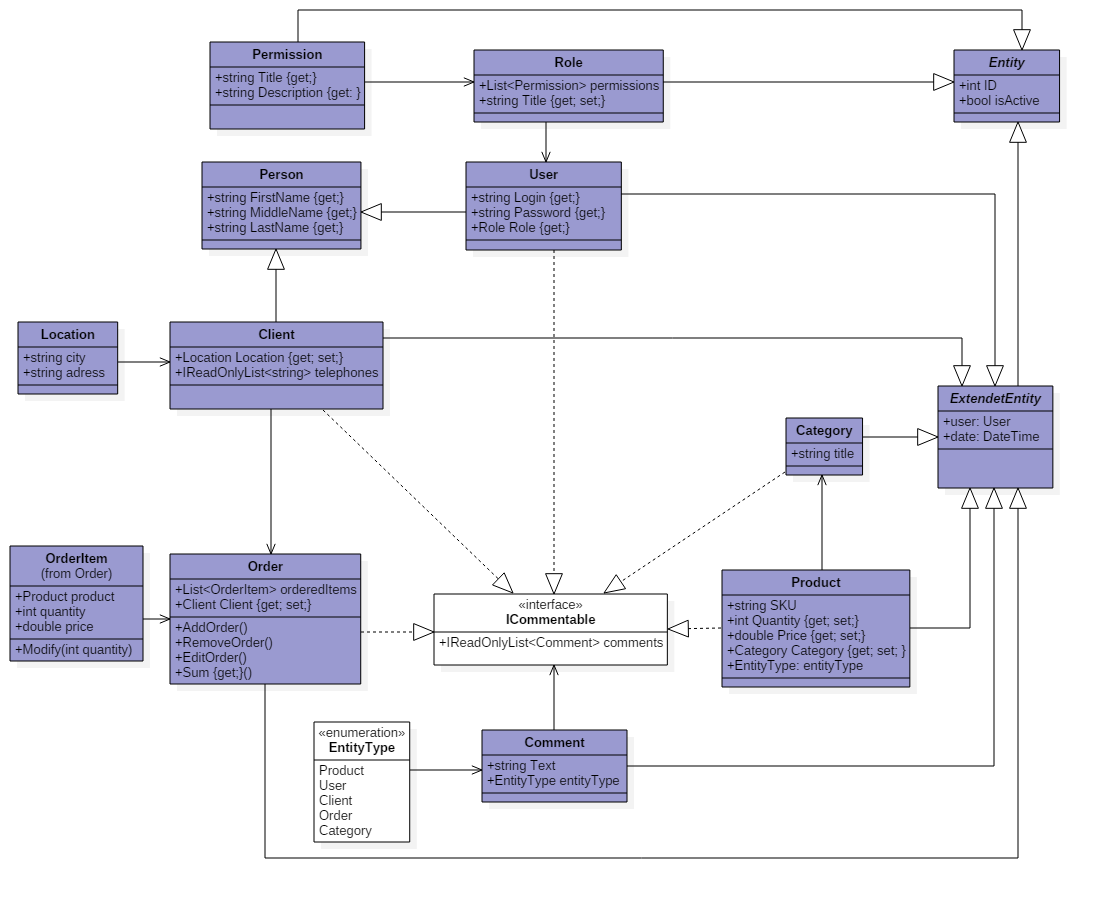 Permission
+string Title {get;}
+string Description {get: }
Role
+List<Permission> permissions
+string Title {get; set;}
Entity
+int ID
+bool isActive
Person
+string FirstName {get;}
+string MiddleName {get;}
+string LastName {get;}
User
+string Login {get;}
+string Password {get;}
+Role Role {get;}
Location
+string city
+string adress
Client
+Location Location {get; set;}
+IReadOnlyList<string> telephones
ExtendetEntity
+user: User
+date: DateTime
Category
+string title
OrderItem
(from Order)
+Product product
+int quantity
+double price
+Modify(int quantity)
Order
+List<OrderItem> orderedItems
+Client Client {get; set;}
+AddOrder()
+RemoveOrder()
+EditOrder()
+Sum {get;}()
«interface»
ICommentable
+IReadOnlyList<Comment> comments
Product
+string SKU
+int Quantity {get; set;}
+double Price {get; set;}
+Category Category {get; set; }
+EntityType: entityType
«enumeration»
EntityType
Product
User
Client
Order
Category
Comment
+string Text
+EntityType entityType